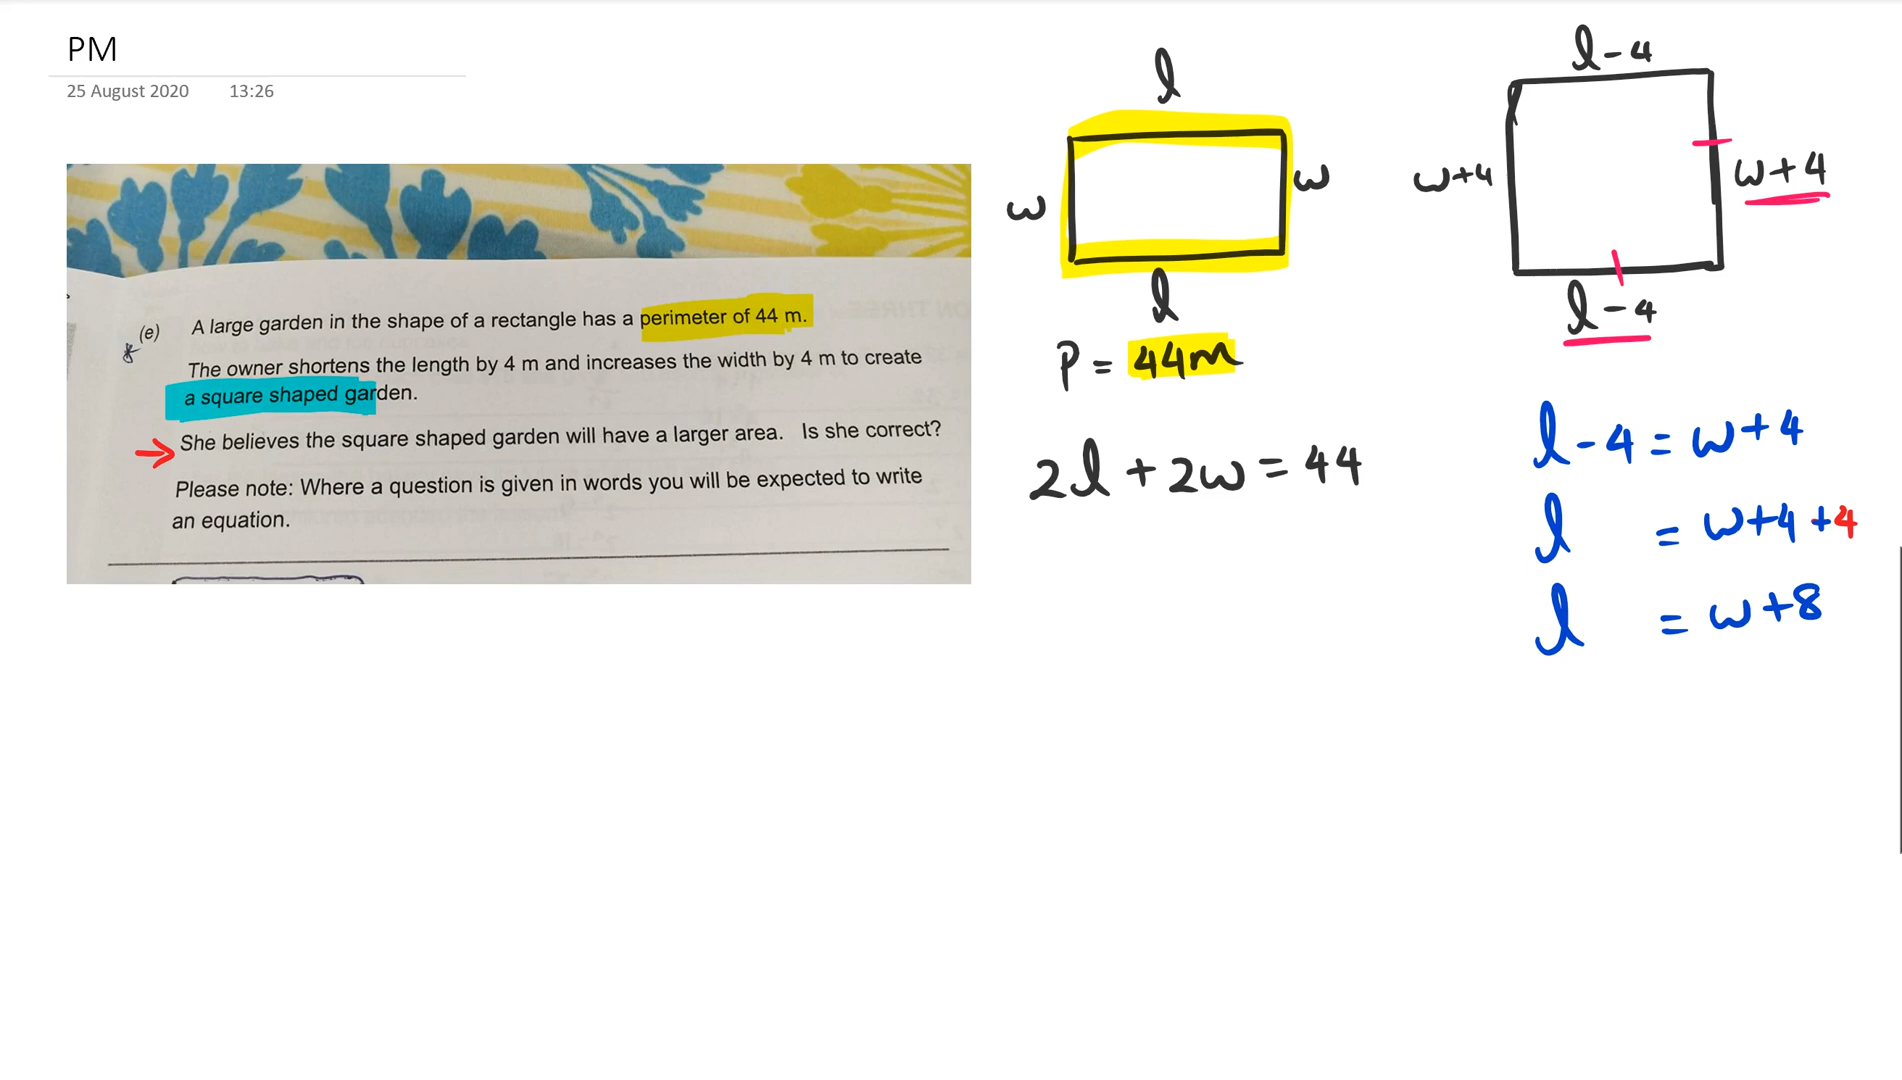 PM
25 August 2020 13:26
(e) A large garden in the shape of a rectangle has a perimeter of 44 m.
The owner shortens the length by 4 m and increases the width by 4 m to create
a square shaped garden.
She believes the square shaped garden will have a larger area. Is she correct?
Please note: Where a question is given in words you will be expected to write
an equation.
l
w
w
l
P = 44m
2l + 2w = 44
l - 4
w+4
w+4
l - 4
l - 4 = w+4
l = w+4 +4
l = w+8